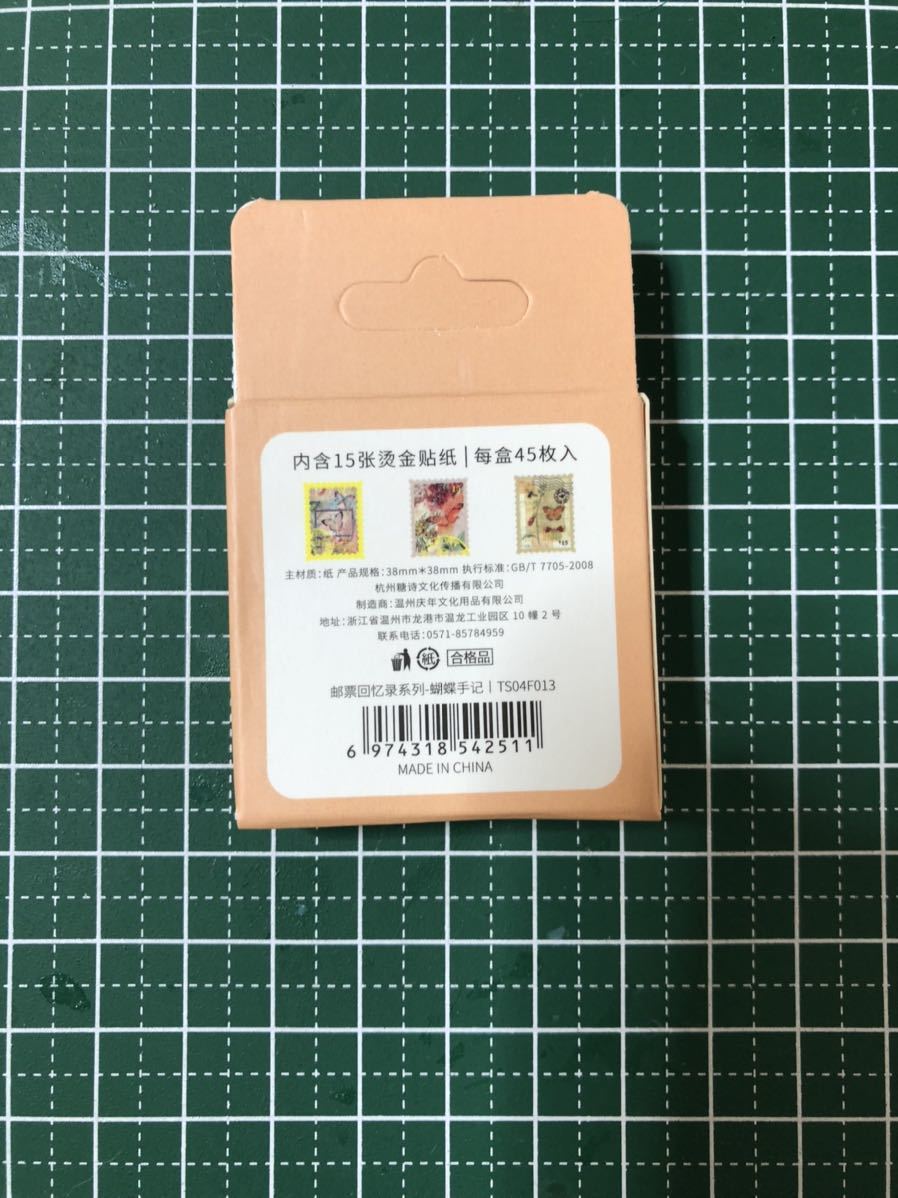 内含15张烫金贴纸 | 每盒45枚入
主材质:纸 产品规格:38mm*38mm 执行标准:GB/T 7705-2008
杭州糖诗文化传播有限公司
制造商:温州庆年文化用品有限公司
地址:浙江省温州市龙港市温龙工业园区 10 幢 2 号
联系电话:0571-85784959
紙 合格品
邮票回忆录系列-蝴蝶手记 | TS04F013
6 974318 542511
MADE IN CHINA